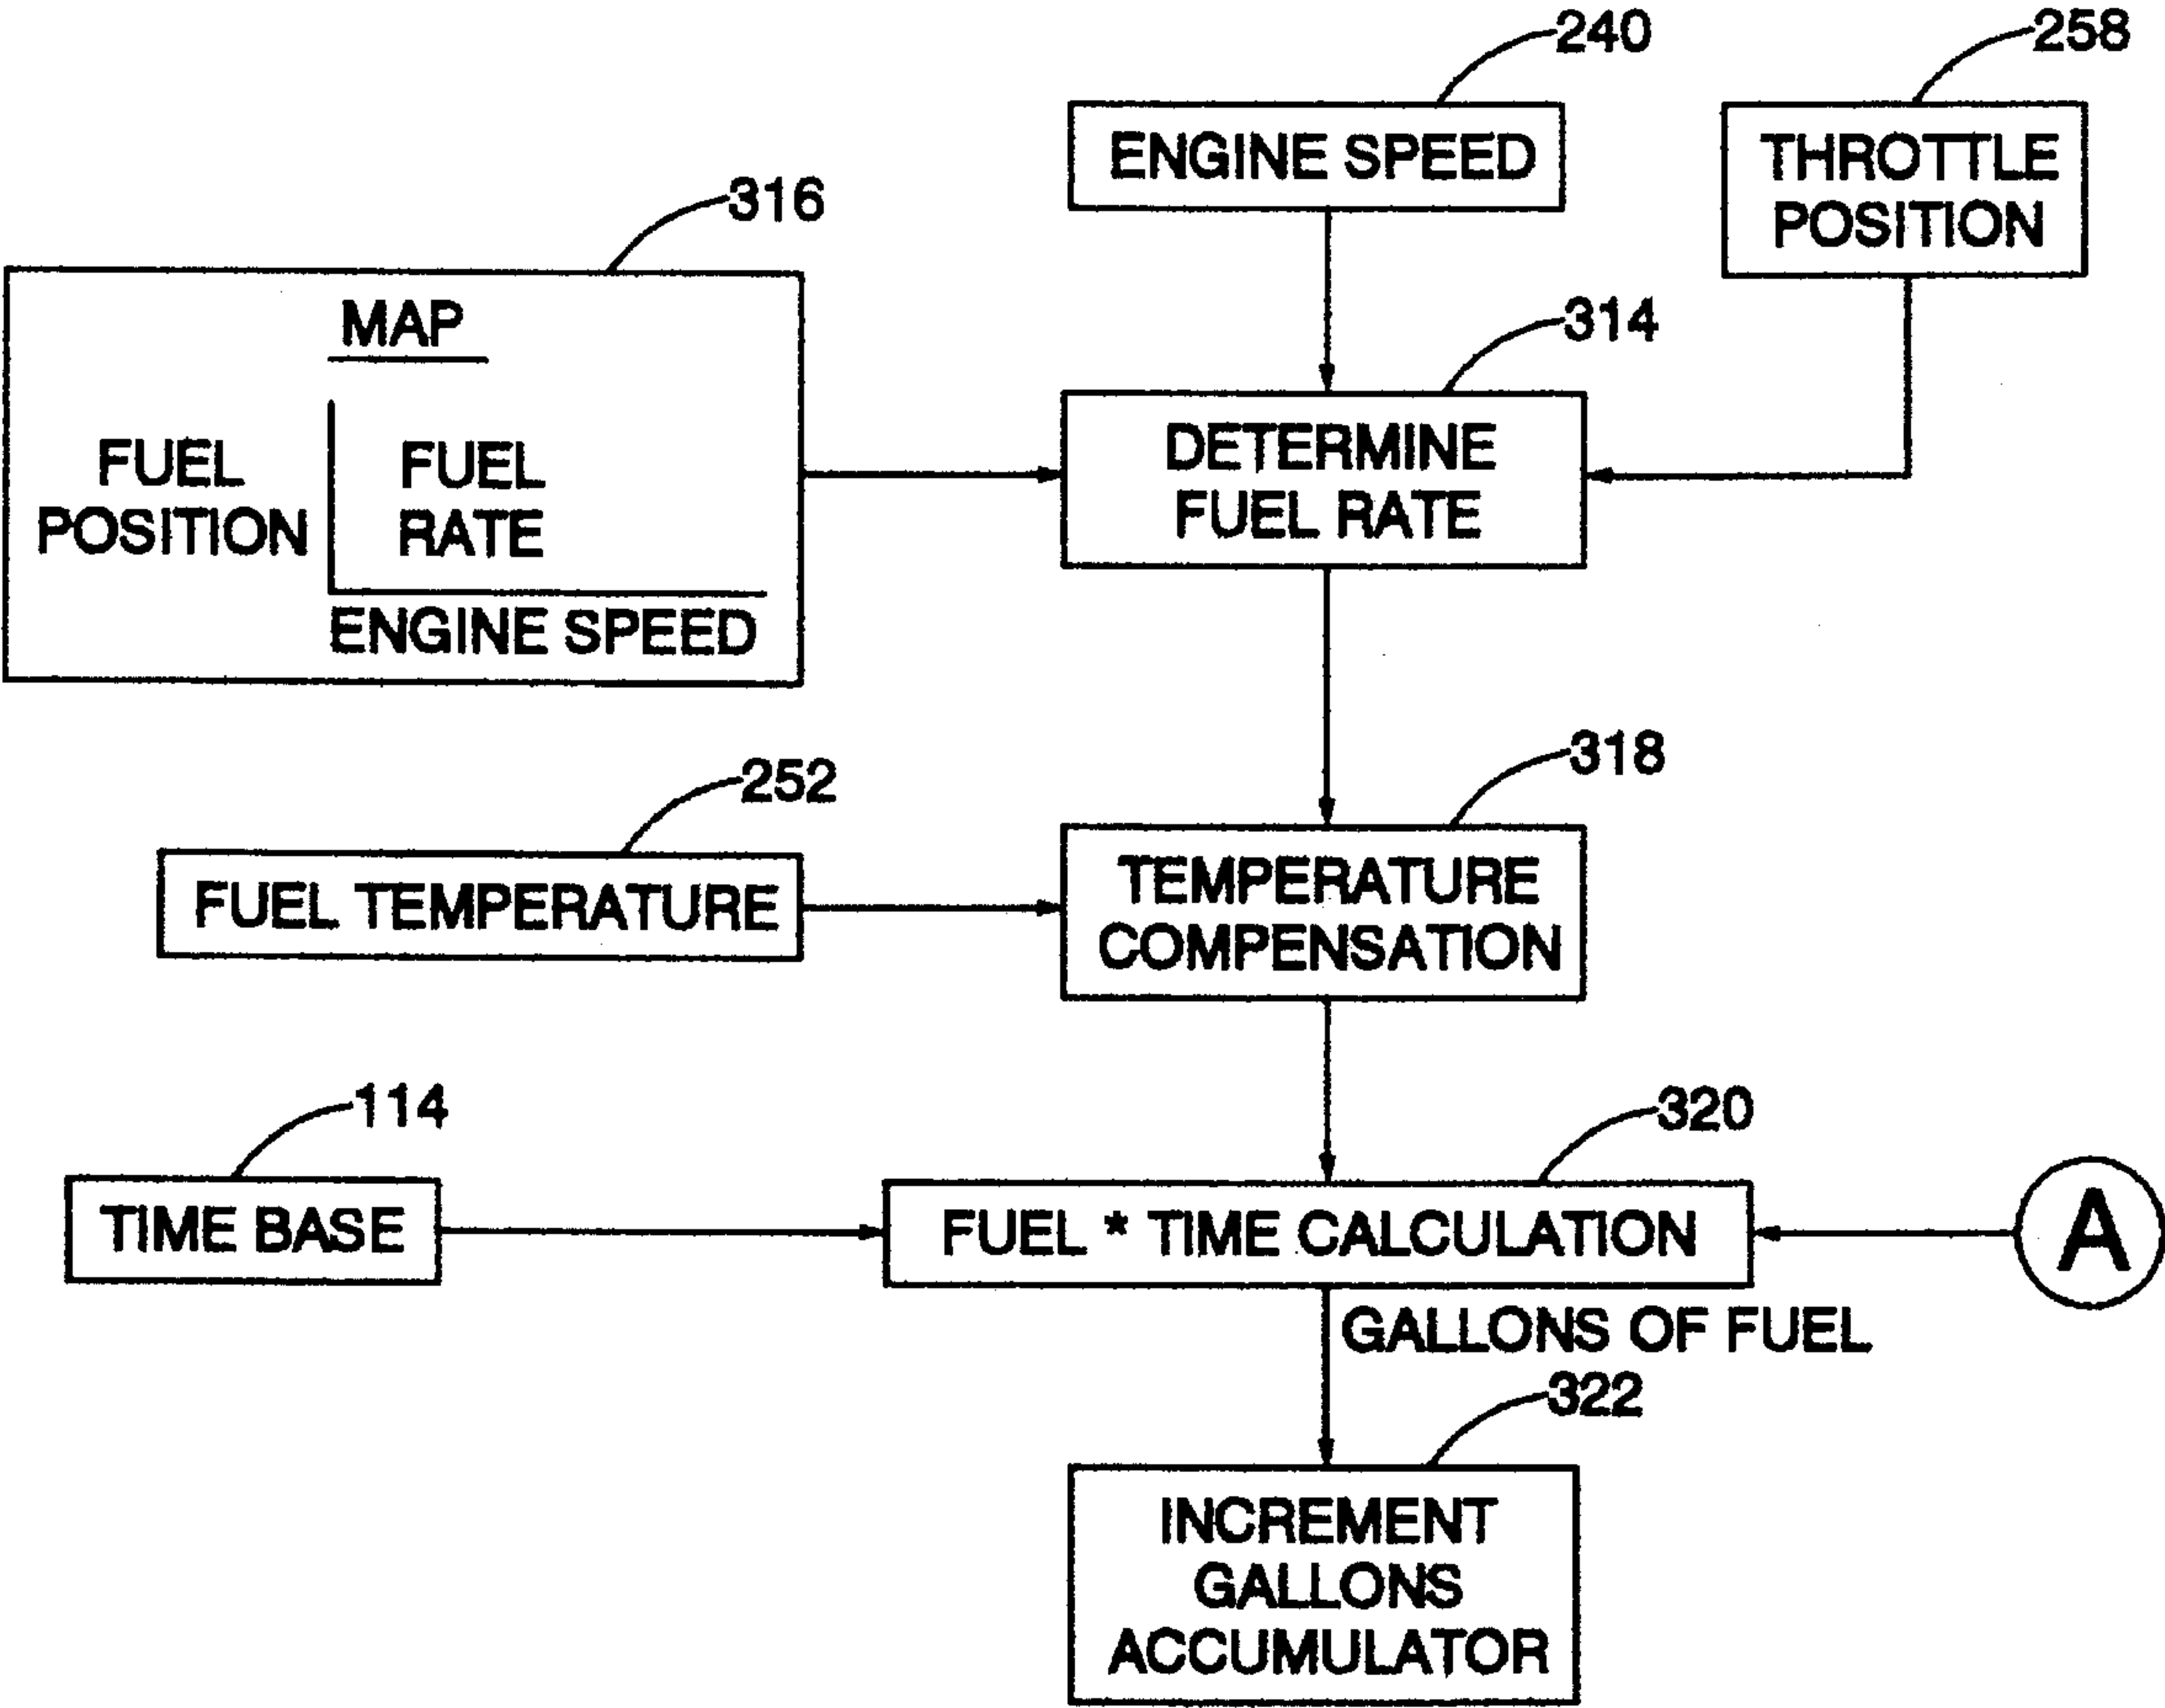 240
258
ENGINE SPEED
THROTTLE
POSITION
316
MAP
FUEL
POSITION
FUEL
RATE
ENGINE SPEED
314
DETERMINE
FUEL RATE
318
252
FUEL TEMPERATURE
TEMPERATURE
COMPENSATION
114
320
TIME BASE
FUEL * TIME CALCULATION
A
GALLONS OF FUEL
322
INCREMENT
GALLONS
ACCUMULATOR